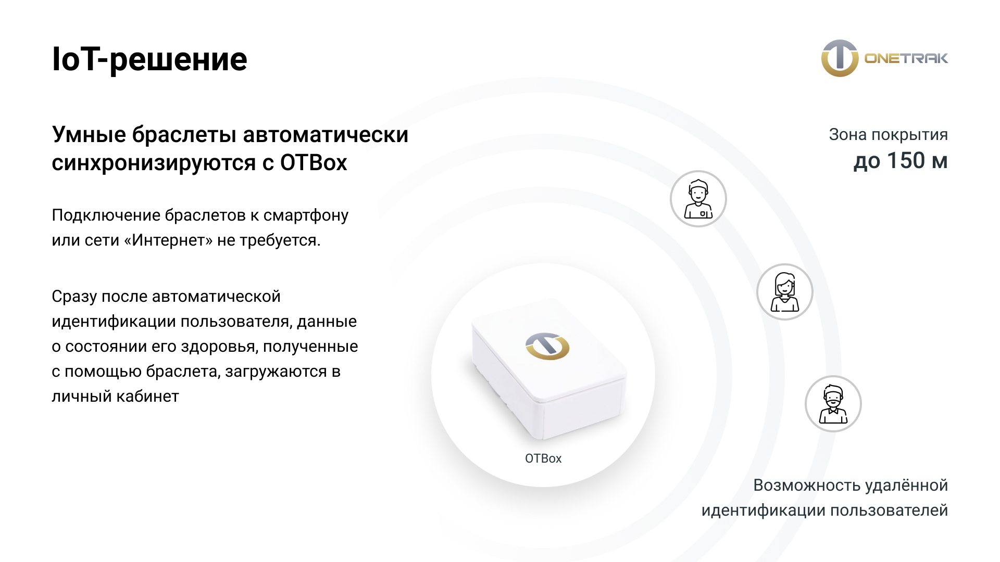 IoT-решение
ONETRAK
Умные браслеты автоматически
синхронизируются с OTBox
Подключение браслетов к смартфону
или сети «Интернет» не требуется.
Сразу после автоматической
идентификации пользователя, данные
о состоянии его здоровья, полученные
с помощью браслета, загружаются в
личный кабинет
Зона покрытия
до 150 м
OTBox
Возможность удалённой
идентификации пользователей